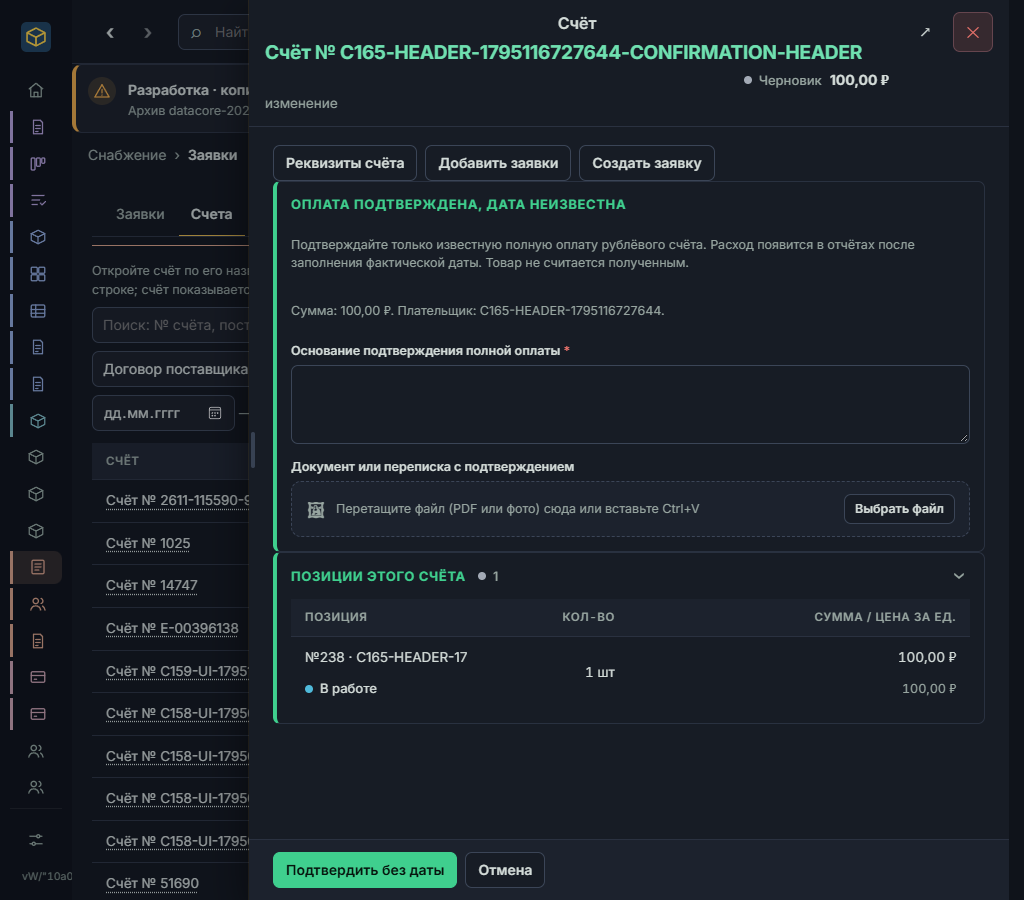 Найт
Разработка · копи
Архив datacore-202
Снабжение › Заявки
Заявки Счета
Откройте счёт по его назв
строке; счёт показываетс
Поиск: № счёта, пост
Договор поставщика
дд.мм.гггг —
СЧЁТ
Счёт № 2611-115590-9
Счёт № 1025
Счёт № 14747
Счёт № Е-00396138
Счёт № C159-UI-1795
Счёт № C158-UI-1795
Счёт № C158-UI-1795
Счёт № C158-UI-1795
Счёт № C158-UI-1795
Счёт № 51690
Счёт
Счёт № C165-HEADER-1795116727644-CONFIRMATION-HEADER
Черновик 100,00 ₽
изменение
Реквизиты счёта Добавить заявки Создать заявку
ОПЛАТА ПОДТВЕРЖДЕНА, ДАТА НЕИЗВЕСТНА
Подтверждайте только известную полную оплату рублёвого счёта. Расход появится в отчётах после
заполнения фактической даты. Товар не считается полученным.
Сумма: 100,00 ₽. Плательщик: C165-HEADER-1795116727644.
Основание подтверждения полной оплаты *
Документ или переписка с подтверждением
Перетащите файл (PDF или фото) сюда или вставьте Ctrl+V
Выбрать файл
ПОЗИЦИИ ЭТОГО СЧЁТА 1
ПОЗИЦИЯ КОЛ-ВО СУММА / ЦЕНА ЗА ЕД.
№238 · C165-HEADER-17 100,00 ₽
1 шт
В работе 100,00 ₽
Подтвердить без даты Отмена